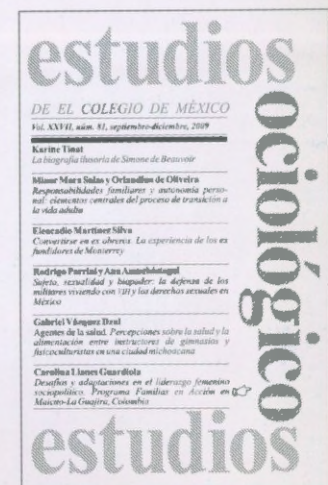 estudios
ociológico
DE EL COLEGIO DE MÉXICO
Vol. XXVII, núm. 81, septiembre-diciembre, 2009
Karine Tinat
La biografía ilusoria de Simone de Beauvoir
Minor Mora Salas y Orlandina de Oliveira
Responsabilidades familiares y autonomía perso-
nal: elementos centrales del proceso de transición a
la vida adulta
Eleocadio Martínez Silva
Convertirse en ex obreros. La experiencia de los ex
fundidores de Monterrey
Rodrigo Parrini y Ana Amuchástegui
Sujeto, sexualidad y biopoder: la defensa de los
militares viviendo con VIH y los derechos sexuales en
México
Gabriel Vázquez Dzul
Agentes de la salud. Percepciones sobre la salud y la
alimentación entre instructores de gimnasios y
fisicoculturistas en una ciudad michoacana
Carolina Llanes Guardiola
Desafíos y adaptaciones en el liderazgo femenino
sociopolítico. Programa Familias en Acción en
Maicao-La Guajira, Colombia
estudios